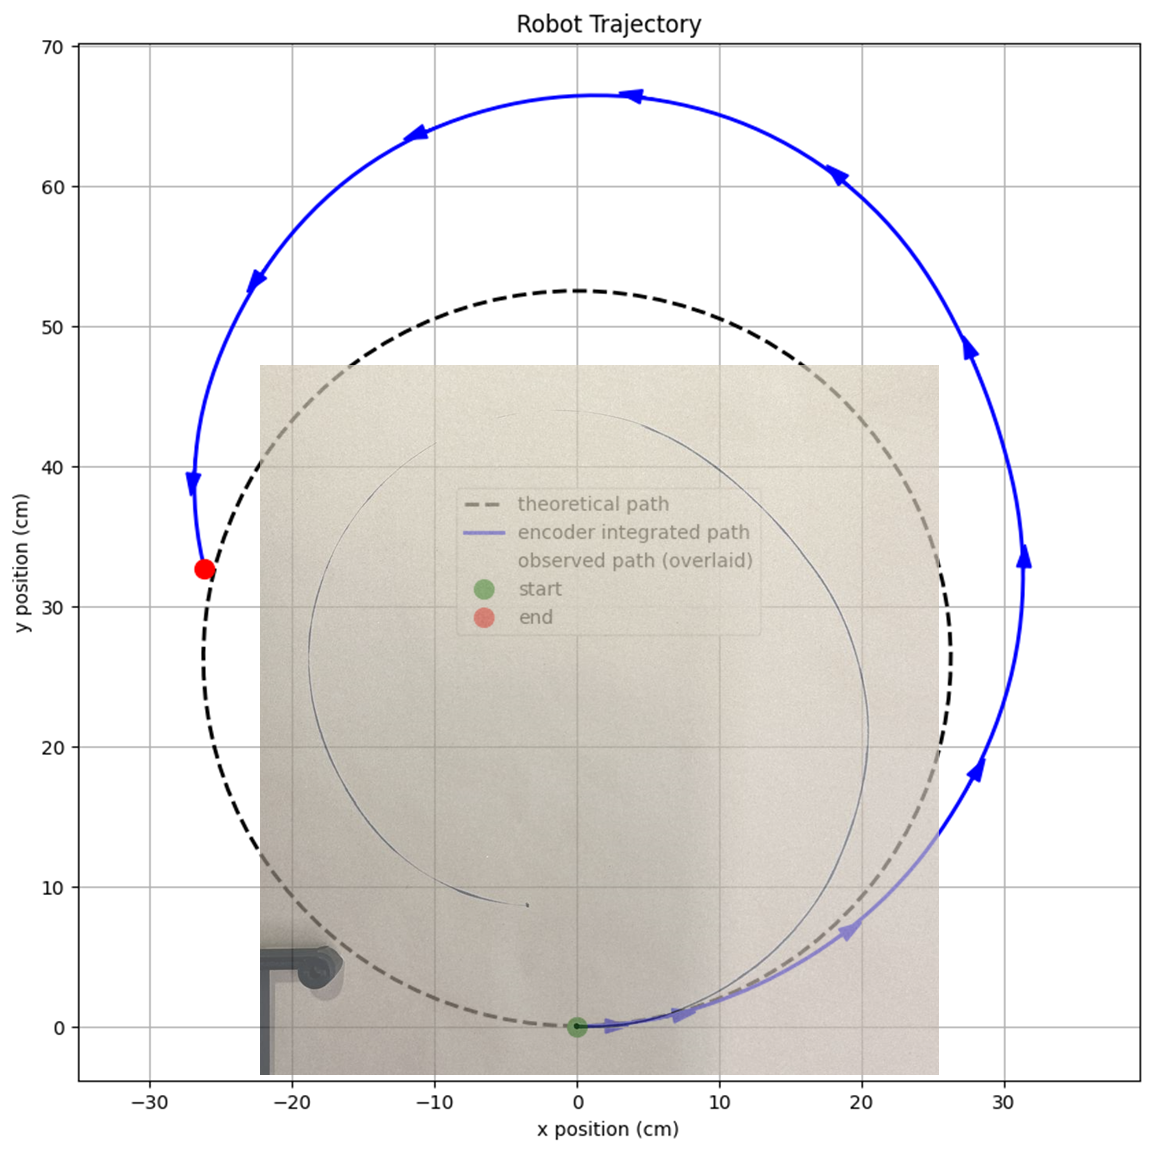 Robot Trajectory
70
60
50
40
30
20
10
0
y position (cm)
theoretical path
encoder integrated path
observed path (overlaid)
start
end
−30
−20
−10
0
10
20
30
x position (cm)